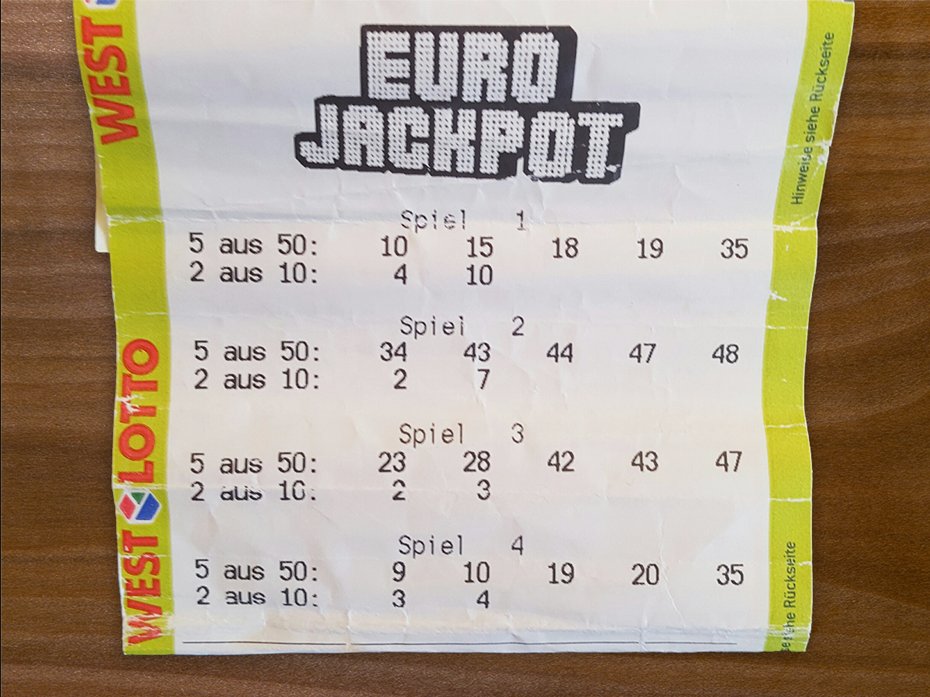 EURO
JACKPOT
Spiel 1
5 aus 50: 10 15 18 19 35
2 aus 10: 4 10
Spiel 2
5 aus 50: 34 43 44 47 48
2 aus 10: 2 7
Spiel 3
5 aus 50: 23 28 42 43 47
2 aus 10: 2 3
Spiel 4
5 aus 50: 9 10 19 20 35
2 aus 10: 3 4
WEST
WEST LOTTO
Hinweise siehe Rückseite
Rückseite